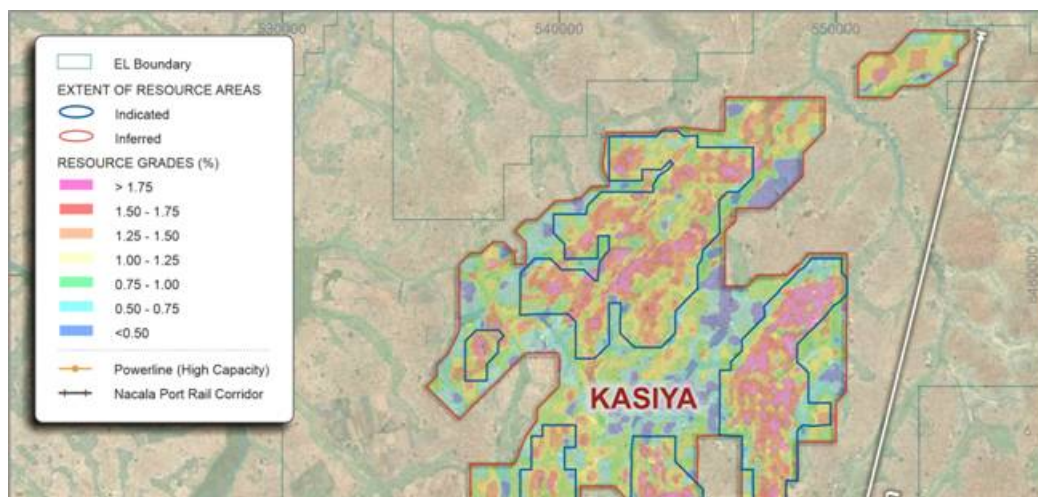 530000
540000
550000
EL Boundary
EXTENT OF RESOURCE AREAS
Indicated
Inferred
RESOURCE GRADES (%)
> 1.75
1.50 - 1.75
1.25 - 1.50
1.00 - 1.25
0.75 - 1.00
0.50 - 0.75
<0.50
Powerline (High Capacity)
Nacala Port Rail Corridor
KASIYA